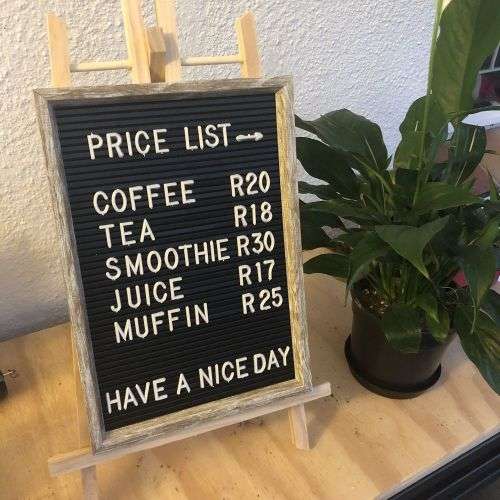 PRICE LIST →
COFFEE R20
TEA R18
SMOOTHIE R30
JUICE R17
MUFFIN R25
HAVE A NICE DAY